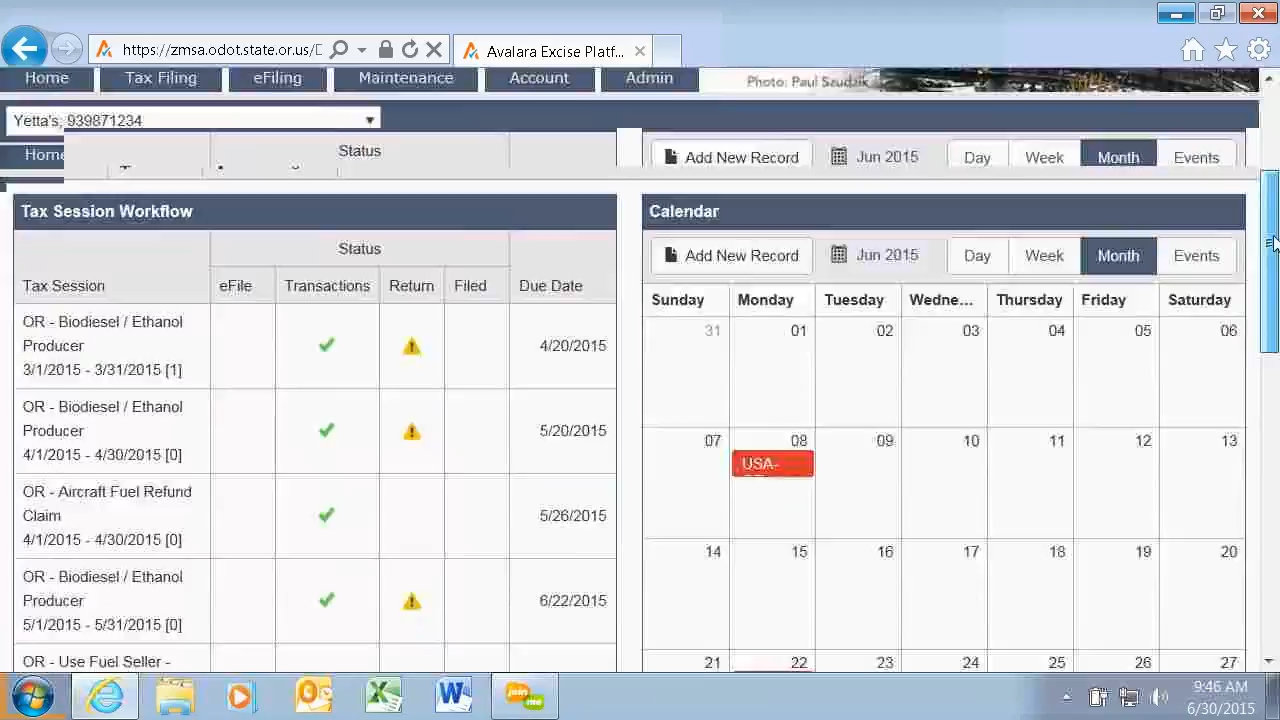 https://zmsa.odot.state.or.us/D
Avalara Excise Platf...
Home Tax Filing eFiling Maintenance Account Admin
Photo: Paul Szudzik
Yetta's, 939871234
Home
Status
Add New Record Jun 2015 Day Week Month Events
Tax Session Workflow
Status
Tax Session eFile Transactions Return Filed Due Date
OR - Biodiesel / Ethanol
Producer
3/1/2015 - 3/31/2015 [1]
4/20/2015
OR - Biodiesel / Ethanol
Producer
4/1/2015 - 4/30/2015 [0]
5/20/2015
OR - Aircraft Fuel Refund
Claim
4/1/2015 - 4/30/2015 [0]
5/26/2015
OR - Biodiesel / Ethanol
Producer
5/1/2015 - 5/31/2015 [0]
6/22/2015
OR - Use Fuel Seller -
Calendar
Add New Record Jun 2015 Day Week Month Events
Sunday Monday Tuesday Wedne... Thursday Friday Saturday
31 01 02 03 04 05 06
07 08 09 10 11 12 13
USA-
14 15 16 17 18 19 20
21 22 23 24 25 26 27
join
me
9:46 AM
6/30/2015